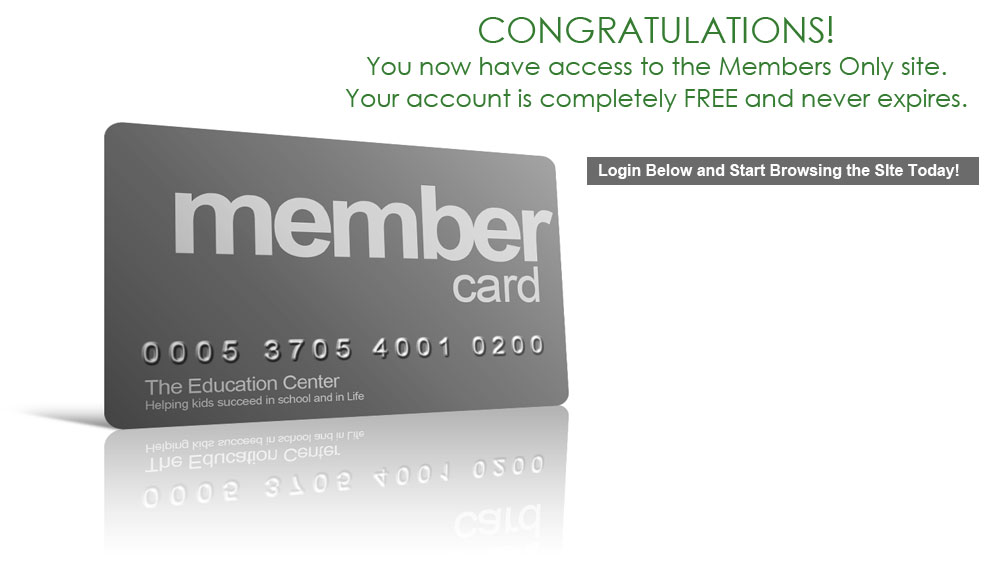 CONGRATULATIONS!
You now have access to the Members Only site.
Your account is completely FREE and never expires.
Login Below and Start Browsing the SIte Today!
member
card
0005 3705 4001 0200
The Education Center
Helping kids succeed in school and in Life